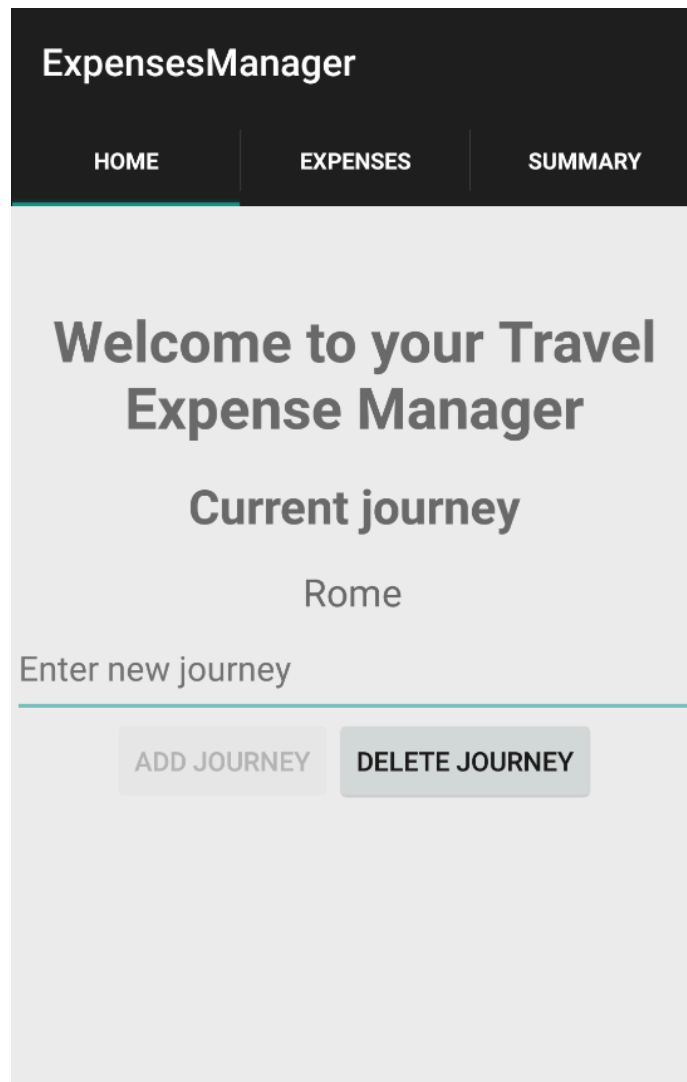 ExpensesManager
HOME EXPENSES SUMMARY
Welcome to your Travel
Expense Manager
Current journey
Rome
Enter new journey
ADD JOURNEY DELETE JOURNEY